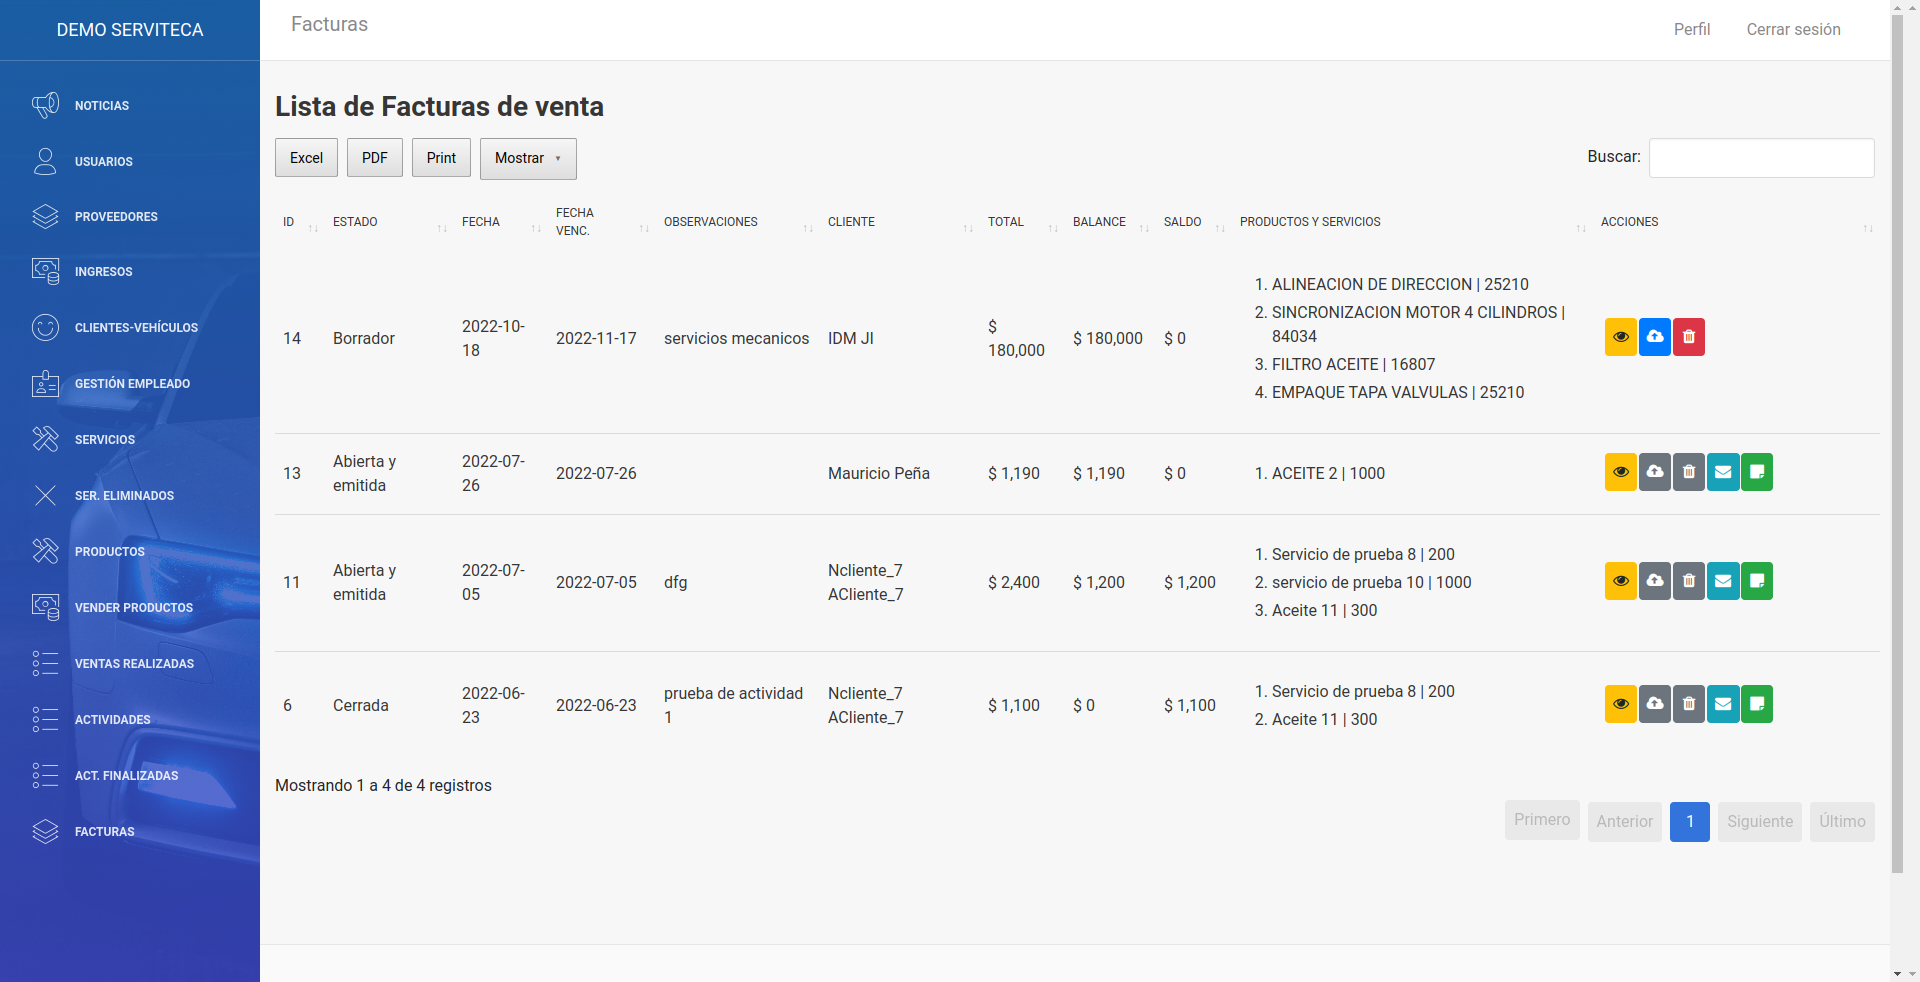 DEMO SERVITECA
Facturas
Perfil
Cerrar sesión
NOTICIAS
USUARIOS
PROVEEDORES
INGRESOS
CLIENTES-VEHÍCULOS
GESTIÓN EMPLEADO
SERVICIOS
SER. ELIMINADOS
PRODUCTOS
VENDER PRODUCTOS
VENTAS REALIZADAS
ACTIVIDADES
ACT. FINALIZADAS
FACTURAS
Lista de Facturas de venta
Excel
PDF
Print
Mostrar
Buscar:
ID
ESTADO
FECHA
FECHA
VENC.
OBSERVACIONES
CLIENTE
TOTAL
BALANCE
SALDO
PRODUCTOS Y SERVICIOS
ACCIONES
14
Borrador
2022-10-
18
2022-11-17
servicios mecanicos
IDM JI
$
180,000
$ 180,000
$ 0
1. ALINEACION DE DIRECCION | 25210
2. SINCRONIZACION MOTOR 4 CILINDROS |
84034
3. FILTRO ACEITE | 16807
4. EMPAQUE TAPA VALVULAS | 25210
13
Abierta y
emitida
2022-07-
26
2022-07-26
Mauricio Peña
$ 1,190
$ 1,190
$ 0
1. ACEITE 2 | 1000
11
Abierta y
emitida
2022-07-
05
2022-07-05
dfg
Ncliente_7
ACliente_7
$ 2,400
$ 1,200
$ 1,200
1. Servicio de prueba 8 | 200
2. servicio de prueba 10 | 1000
3. Aceite 11 | 300
6
Cerrada
2022-06-
23
2022-06-23
prueba de actividad
1
Ncliente_7
ACliente_7
$ 1,100
$ 0
$ 1,100
1. Servicio de prueba 8 | 200
2. Aceite 11 | 300
Mostrando 1 a 4 de 4 registros
Primero
Anterior
1
Siguiente
Último